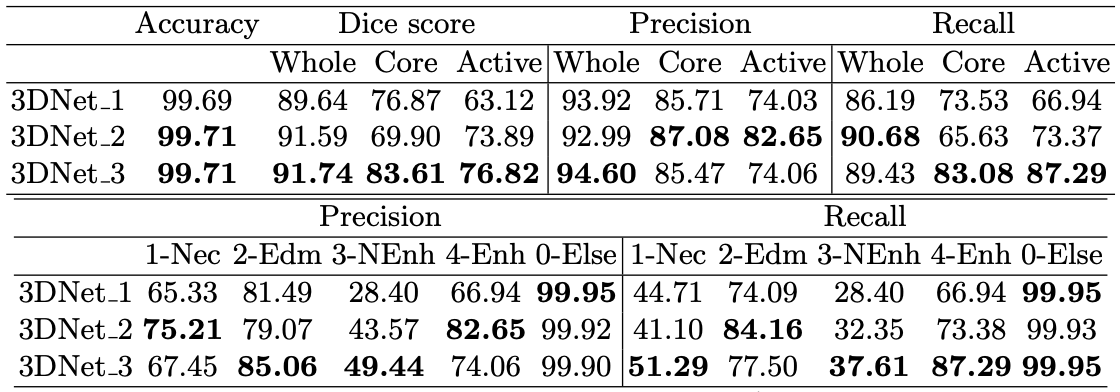 Accuracy Dice score Precision Recall
Whole Core Active Whole Core Active Whole Core Active
3DNet_1 99.69 89.64 76.87 63.12 93.92 85.71 74.03 86.19 73.53 66.94
3DNet_2 99.71 91.59 69.90 73.89 92.99 87.08 82.65 90.68 65.63 73.37
3DNet_3 99.71 91.74 83.61 76.82 94.60 85.47 74.06 89.43 83.08 87.29
Precision Recall
1-Nec 2-Edm 3-NEnh 4-Enh 0-Else 1-Nec 2-Edm 3-NEnh 4-Enh 0-Else
3DNet_1 65.33 81.49 28.40 66.94 99.95 44.71 74.09 28.40 66.94 99.95
3DNet_2 75.21 79.07 43.57 82.65 99.92 41.10 84.16 32.35 73.38 99.93
3DNet_3 67.45 85.06 49.44 74.06 99.90 51.29 77.50 37.61 87.29 99.95